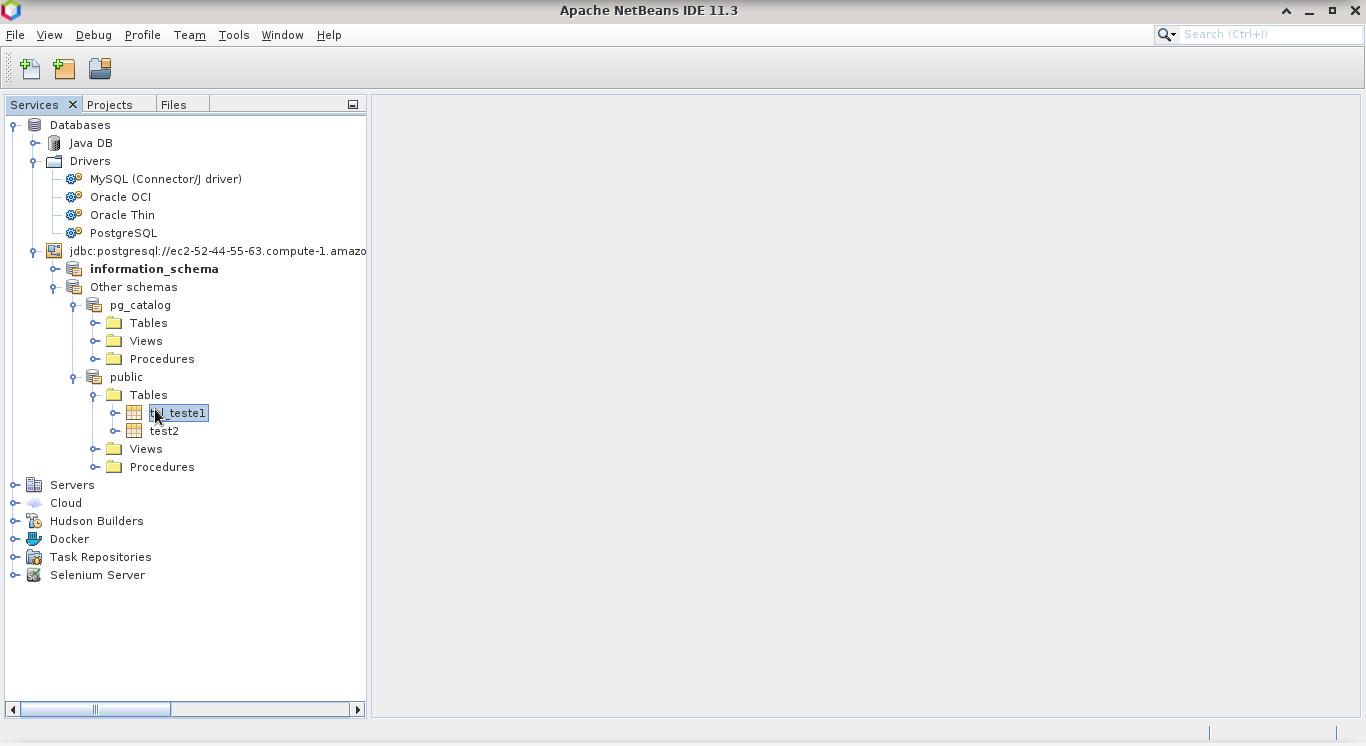 Apache NetBeans IDE 11.3
File View Debug Profile Team Tools Window Help
Search (Ctrl+I)
Services Projects Files
Databases
Java DB
Drivers
MySQL (Connector/J driver)
Oracle OCI
Oracle Thin
PostgreSQL
jdbc:postgresql://ec2-52-44-55-63.compute-1.amazo
information_schema
Other schemas
pg_catalog
Tables
Views
Procedures
public
Tables
_teste1
test2
Views
Procedures
Servers
Cloud
Hudson Builders
Docker
Task Repositories
Selenium Server